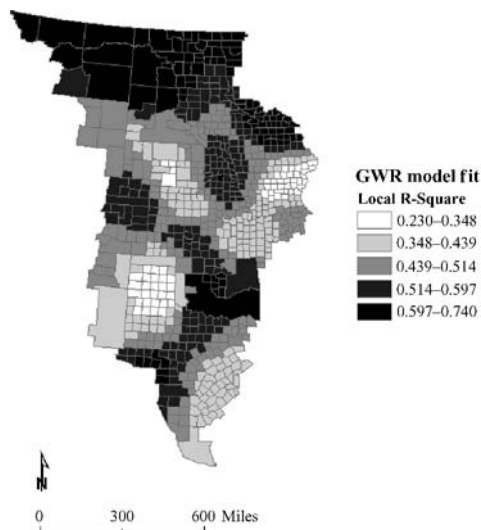 GWR model fit
Local R-Square
0.230–0.348
0.348–0.439
0.439–0.514
0.514–0.597
0.597–0.740
N
0 300 600 Miles